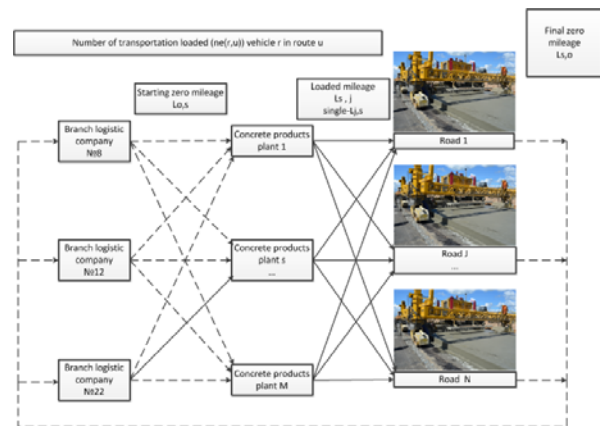 Final zero
mileage
Ls,o
Number of transportation loaded (ne(r,u)) vehicle r in route u
Starting zero mileage
Lo,s
Loaded mileage
Ls , j
single-Lj,s
Branch logistic
company
№8
Concrete products
plant 1
Road 1
Branch logistic
company
№12
Concrete products
plant s
...
Road J
...
Branch logistic
company
№22
Concrete products
plant M
Road N